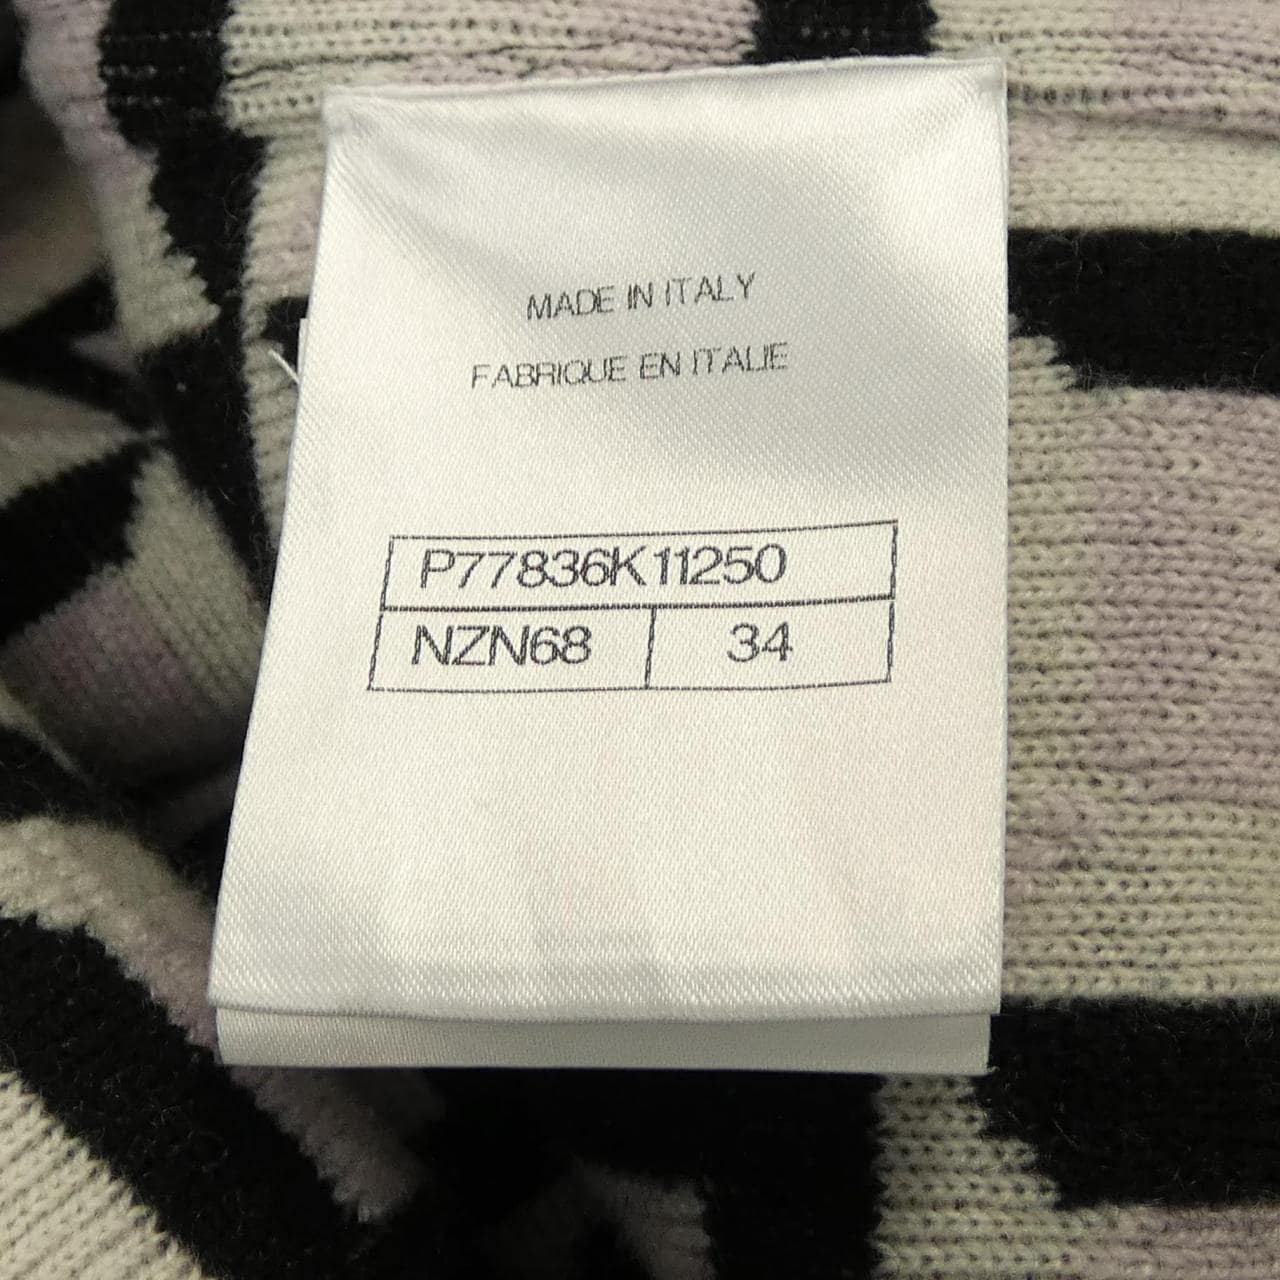 MADE IN ITALY
FABRIQUE EN ITALIE
P77836K11250
NZN68 34